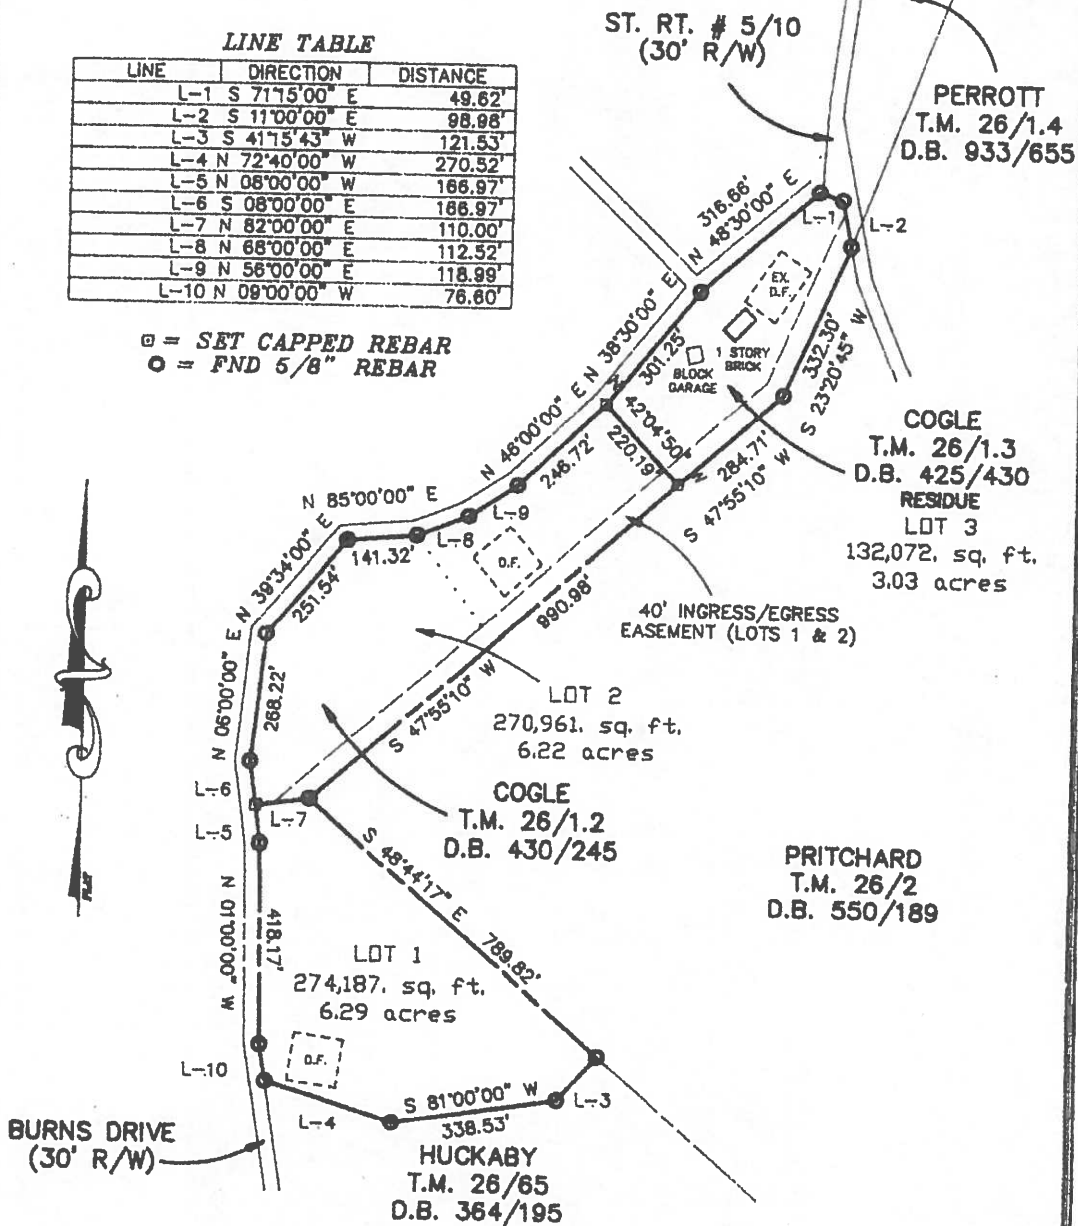 ST. RT. # 5/10
(30' R/W)
LINE TABLE
LINE DIRECTION DISTANCE
L-1 S 71°15'00" E 49.62'
L-2 S 11°00'00" E 98.98'
L-3 S 41°15'43" W 121.53'
L-4 N 72°40'00" W 270.52'
L-5 N 08°00'00" W 166.97'
L-6 S 08°00'00" E 166.97'
L-7 N 82°00'00" E 110.00'
L-8 N 68°00'00" E 112.52'
L-9 N 56°00'00" E 118.99'
L-10 N 09°00'00" W 76.60'
= SET CAPPED REBAR
= FND 5/8" REBAR
PERROTT
T.M. 26/1.4
D.B. 933/655
316.66'
N 48°30'00" E
L-1
L-2
EX.
D.F.
1 STORY
BRICK
BLOCK
GARAGE
332.30'
S 23°20'45" W
N 38°30'00" E
301.25'
N 42°04'50" W
220.19'
284.71'
S 47°55'10" W
COGLE
T.M. 26/1.3
D.B. 425/430
RESIDUE
LOT 3
132,072. sq. ft.
3.03 acres
N 46°00'00" E
246.72'
L-9
N 85°00'00" E
L-8
141.32'
D.F.
N 39°34'00" E
251.54'
40' INGRESS/EGRESS
EASEMENT (LOTS 1 & 2)
990.98'
S 47°55'10" W
LOT 2
270,961. sq. ft.
6.22 acres
N 06°00'00" E
268.22'
L-6
L-7
L-5
COGLE
T.M. 26/1.2
D.B. 430/245
PLAT
S 48°44'17" E
789.82'
PRITCHARD
T.M. 26/2
D.B. 550/189
N 01°00'00" W
418.17'
LOT 1
274,187. sq. ft.
6.29 acres
D.F.
L-10
L-4
S 81°00'00" W
338.53'
L-3
BURNS DRIVE
(30' R/W)
HUCKABY
T.M. 26/65
D.B. 364/195